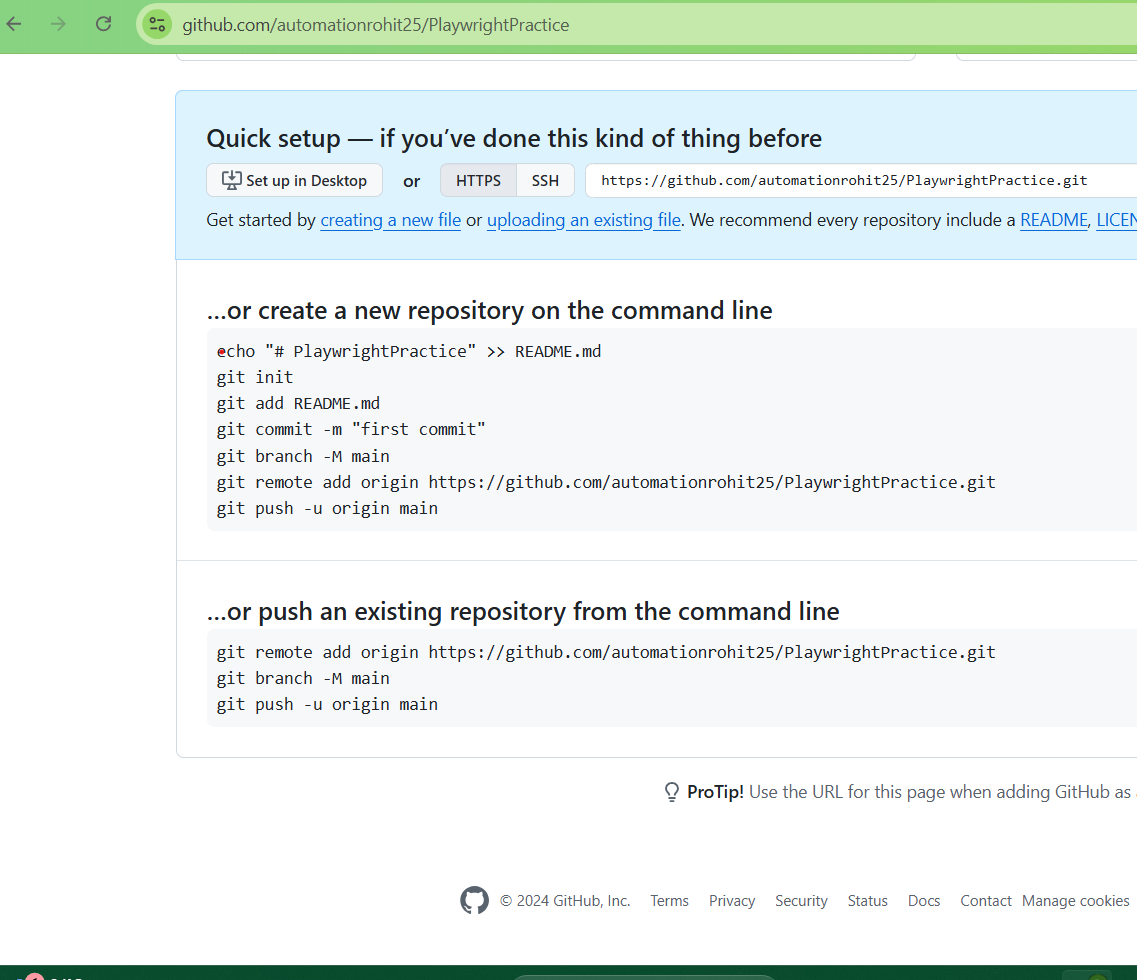 github.com/automationrohit25/PlaywrightPractice
Quick setup — if you’ve done this kind of thing before
Set up in Desktop or HTTPS SSH https://github.com/automationrohit25/PlaywrightPractice.git
Get started by creating a new file or uploading an existing file. We recommend every repository include a README, LICEN
…or create a new repository on the command line
echo "# PlaywrightPractice" >> README.md
git init
git add README.md
git commit -m "first commit"
git branch -M main
git remote add origin https://github.com/automationrohit25/PlaywrightPractice.git
git push -u origin main
…or push an existing repository from the command line
git remote add origin https://github.com/automationrohit25/PlaywrightPractice.git
git branch -M main
git push -u origin main
ProTip! Use the URL for this page when adding GitHub as
© 2024 GitHub, Inc. Terms Privacy Security Status Docs Contact Manage cookies